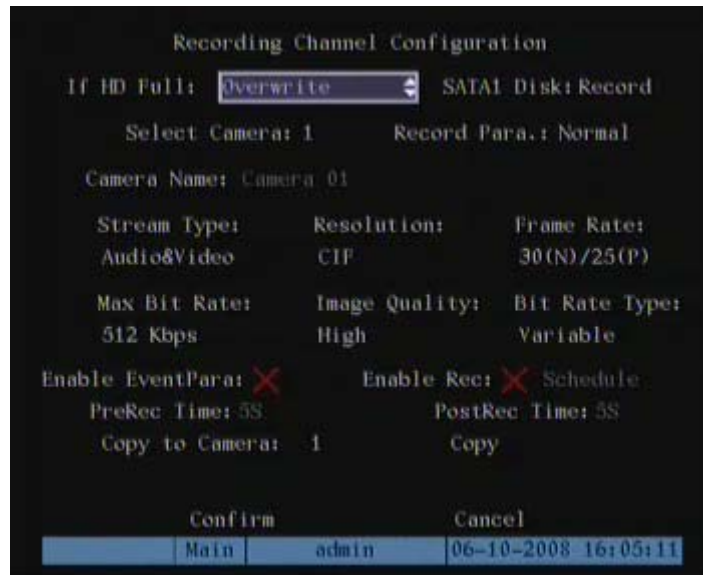 Recording Channel Configuration
If HD Full: Overwrite SATA1 Disk: Record
Select Camera: 1 Record Para.: Normal
Camera Name: Camera 01
Stream Type: Resolution: Frame Rate:
Audio&Video CIF 30(N)/25(P)
Max Bit Rate: Image Quality: Bit Rate Type:
512 Kbps High Variable
Enable EventPara: Enable Rec: Schedule
PreRec Time: 5S PostRec Time: 5S
Copy to Camera: 1 Copy
Confirm Cancel
Main admin 06-10-2008 16:05:11